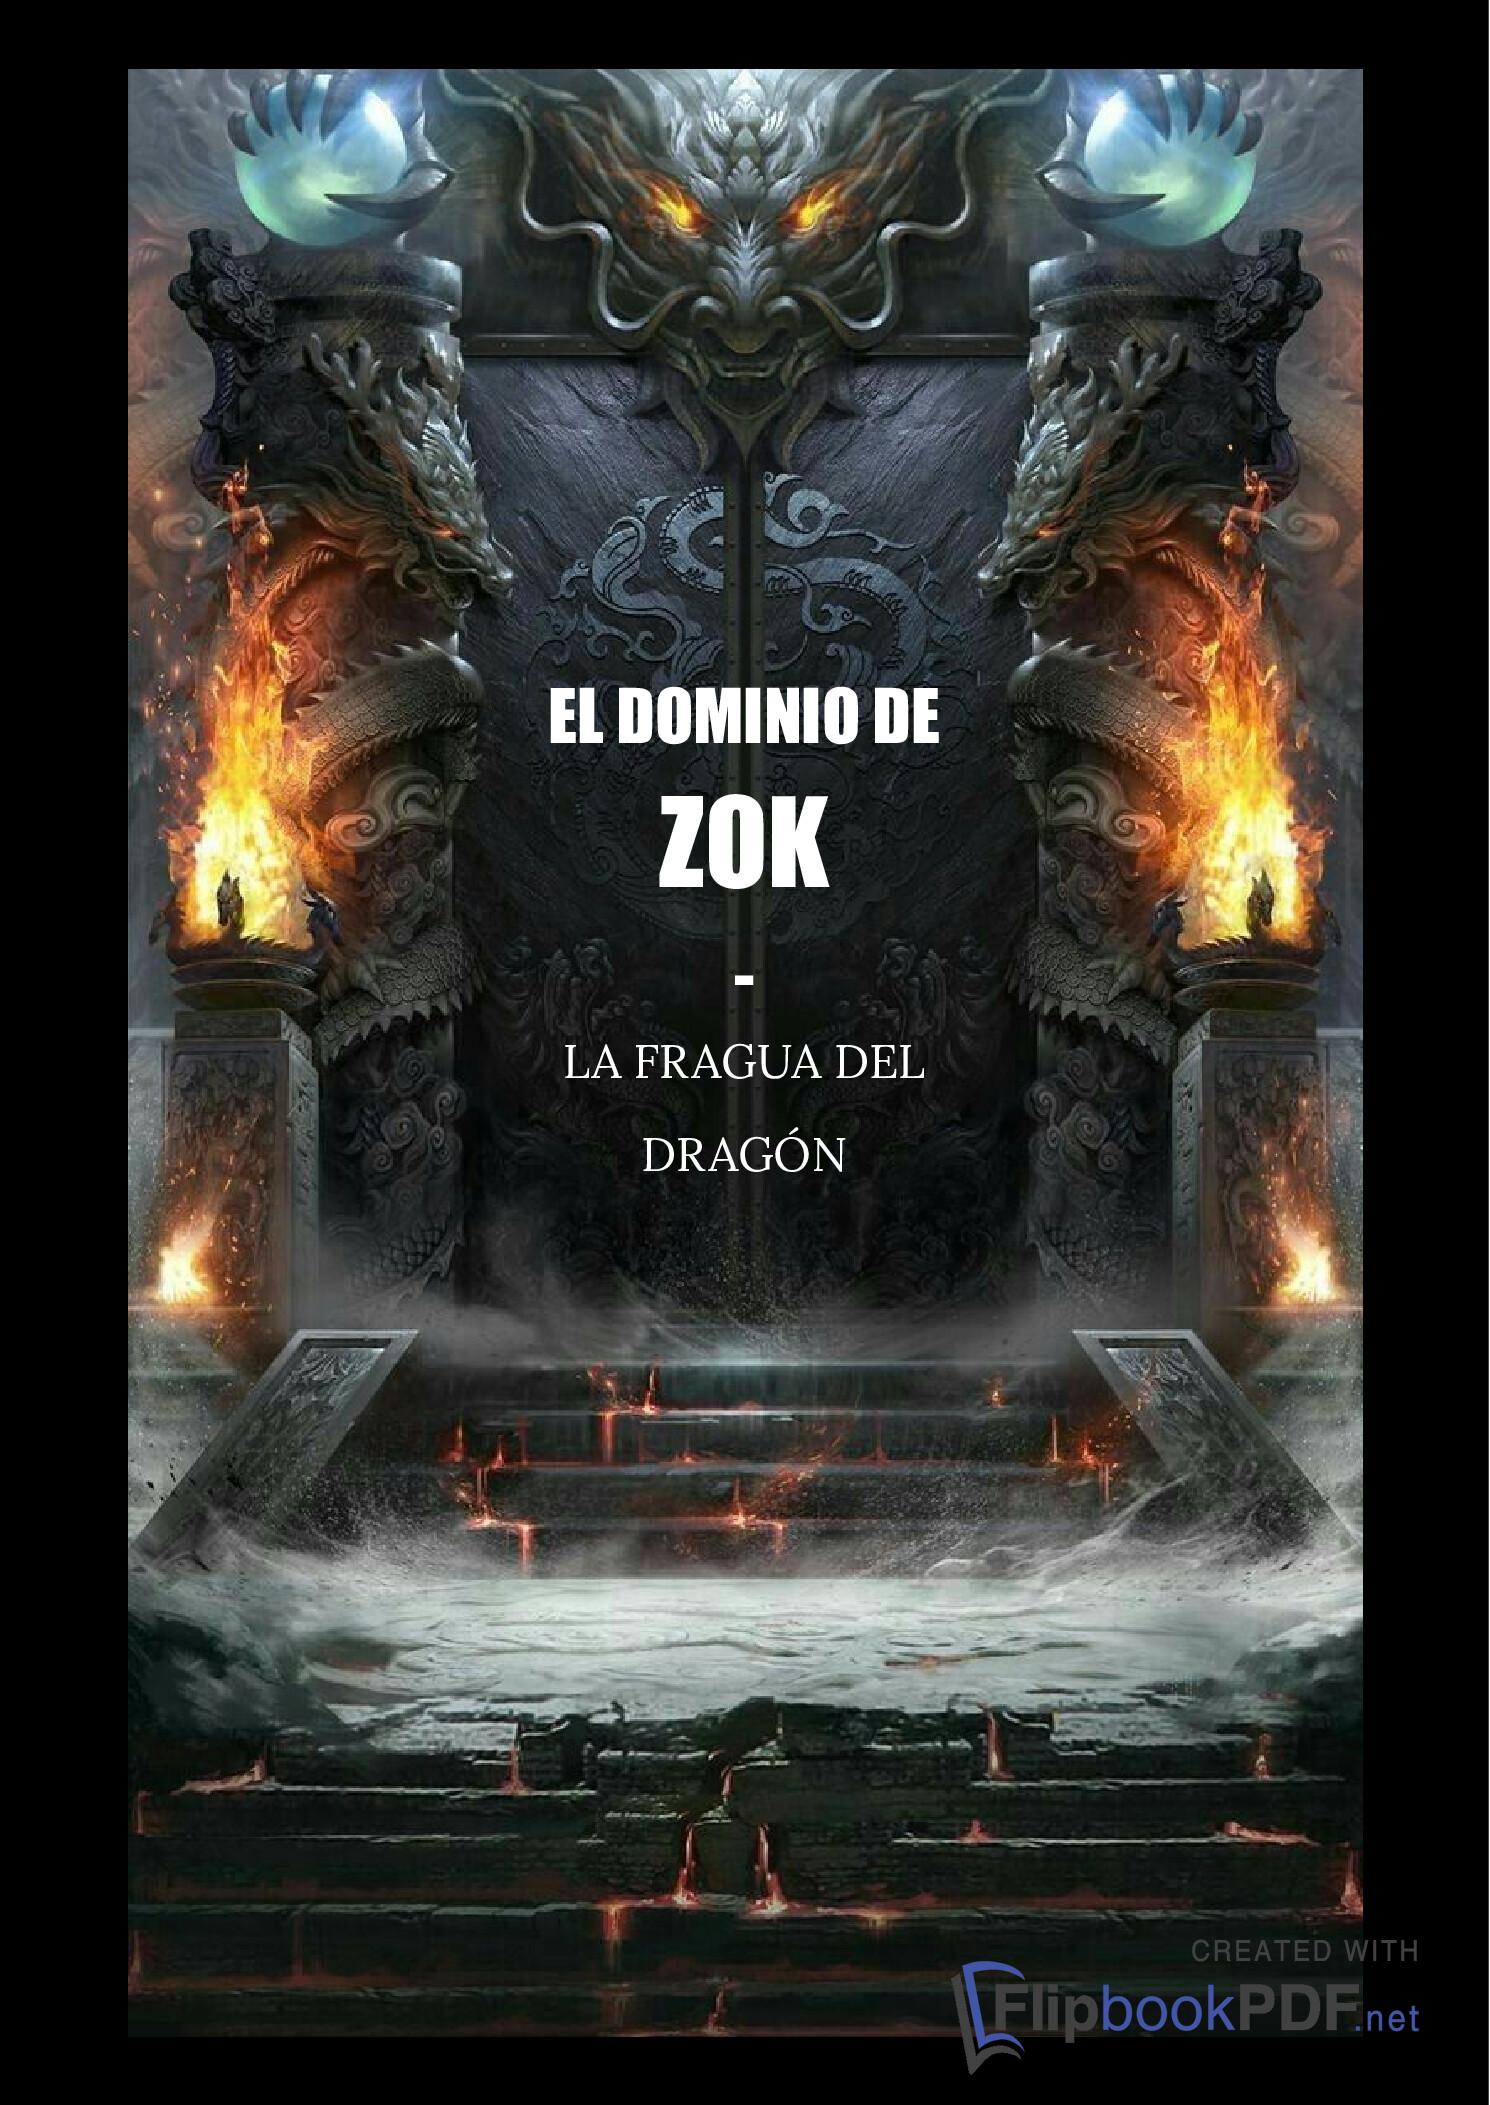 EL DOMINIO DE
ZOK
-
LA FRAGUA DEL
DRAGÓN
CREATED WITH
FlipbookPDF.net